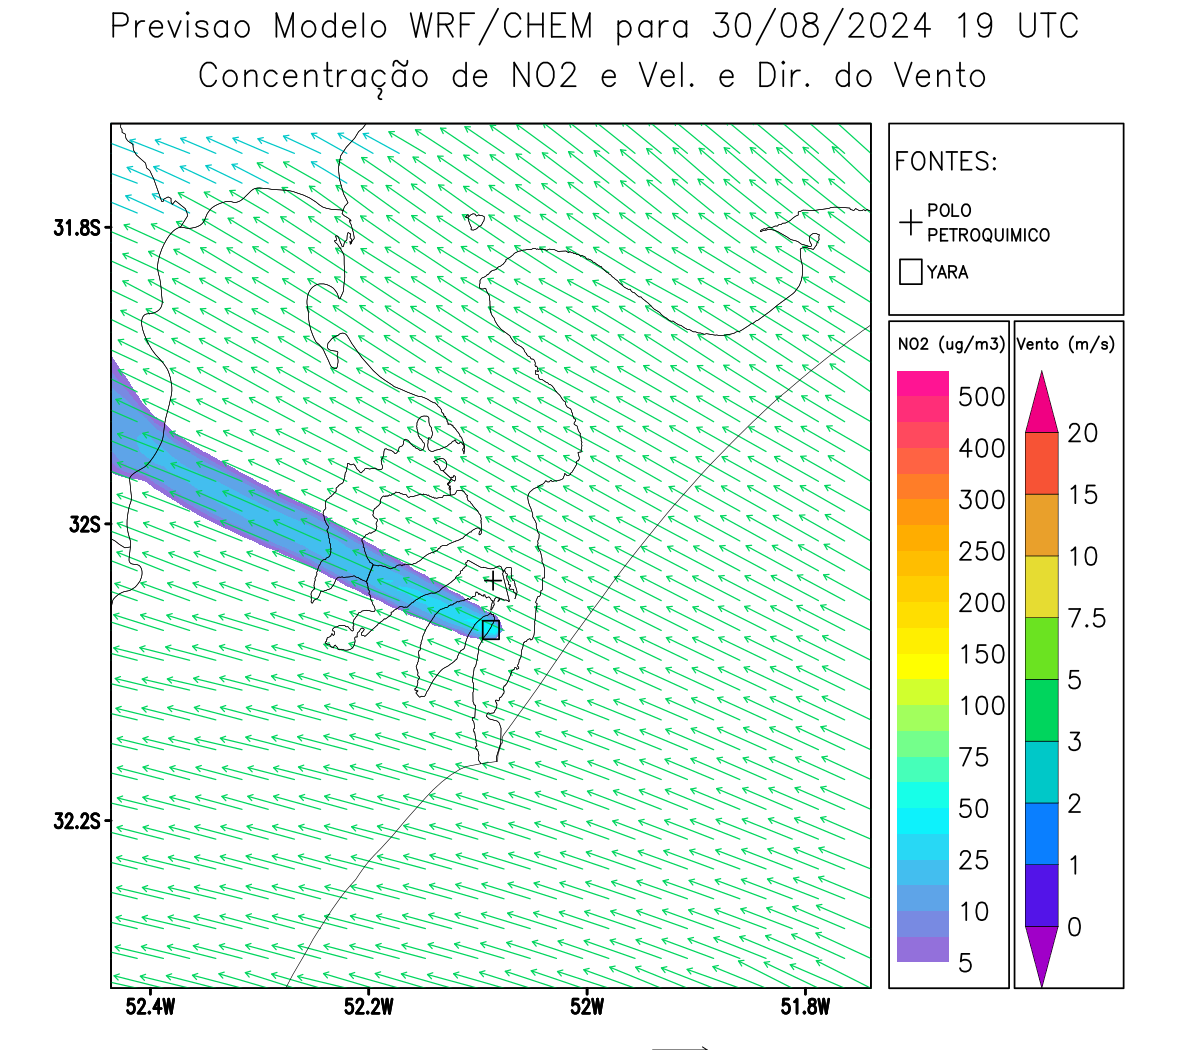 Previsao Modelo WRF/CHEM para 30/08/2024 19 UTC
Concentração de NO2 e Vel. e Dir. do Vento
FONTES:
POLO
PETROQUIMICO
YARA
31.8S
32S
32.2S
52.4W
52.2W
52W
51.8W
NO2 (ug/m3)
500
400
300
250
200
150
100
75
50
25
10
5
Vento (m/s)
20
15
10
7.5
5
3
2
1
0